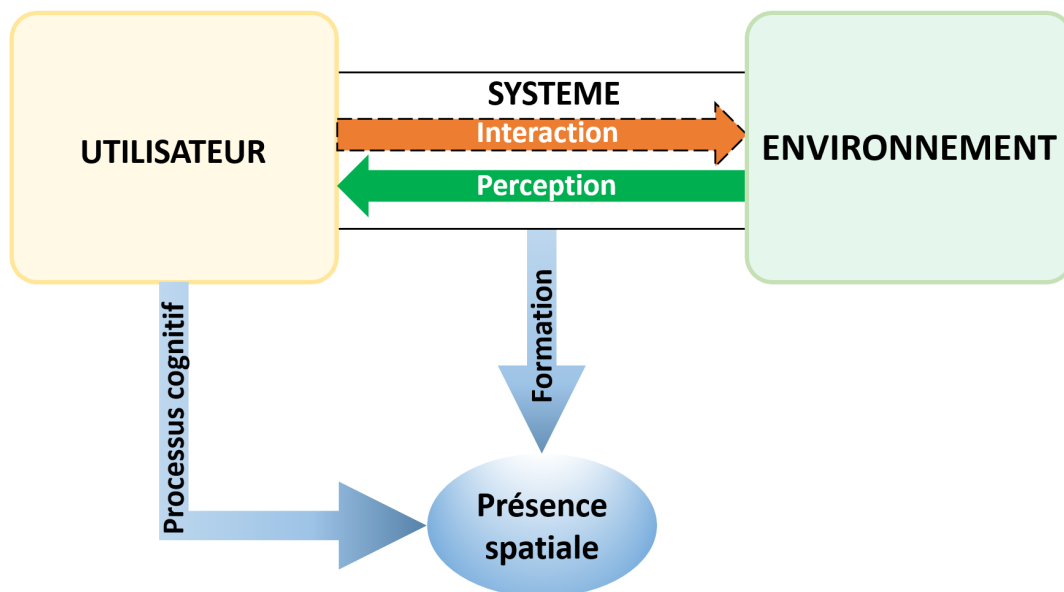 SYSTEME
UTILISATEUR
Interaction
ENVIRONNEMENT
Perception
Processus cognitif
Formation
Présence
spatiale